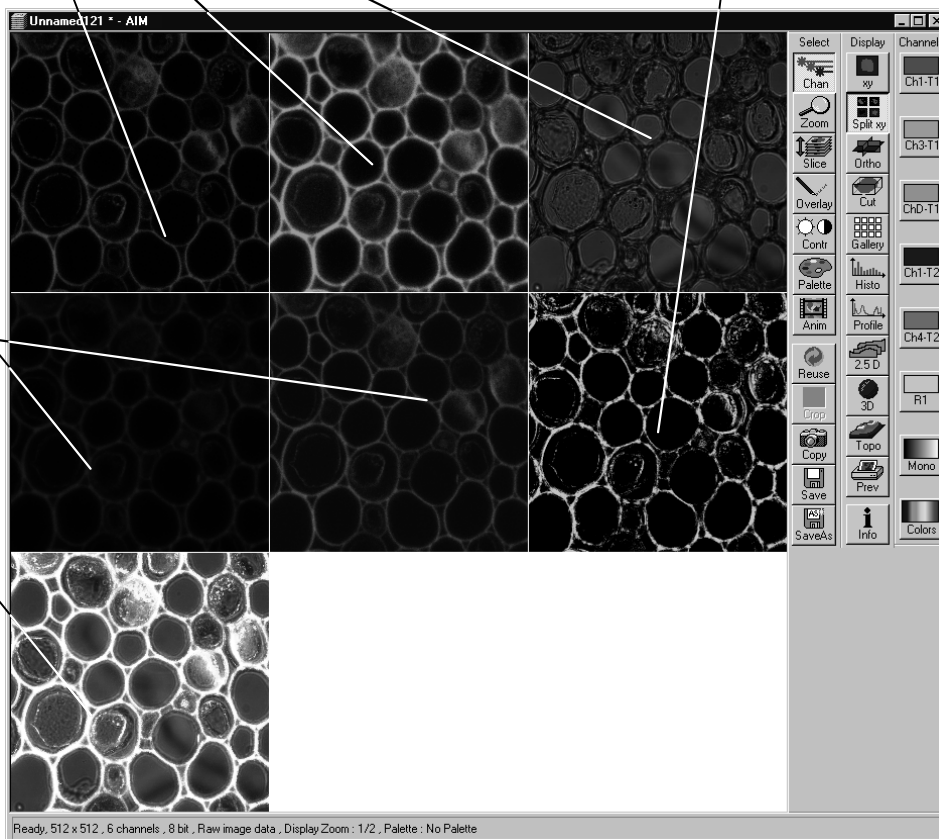 Unnamed121 * - AIM
Select
Chan
Zoom
Slice
Overlay
Contr
Palette
Anim
Reuse
Crop
Copy
Save
AS
SaveAs
Display
xy
Split xy
Ortho
Cut
Gallery
Histo
Profile
2.5 D
3D
Topo
Prev
Info
Channel
Ch1-T1
Ch3-T1
ChD-T1
Ch1-T2
Ch4-T2
R1
Mono
Colors
Ready, 512 x 512 , 6 channels , 8 bit , Raw image data , Display Zoom : 1/2 , Palette : No Palette